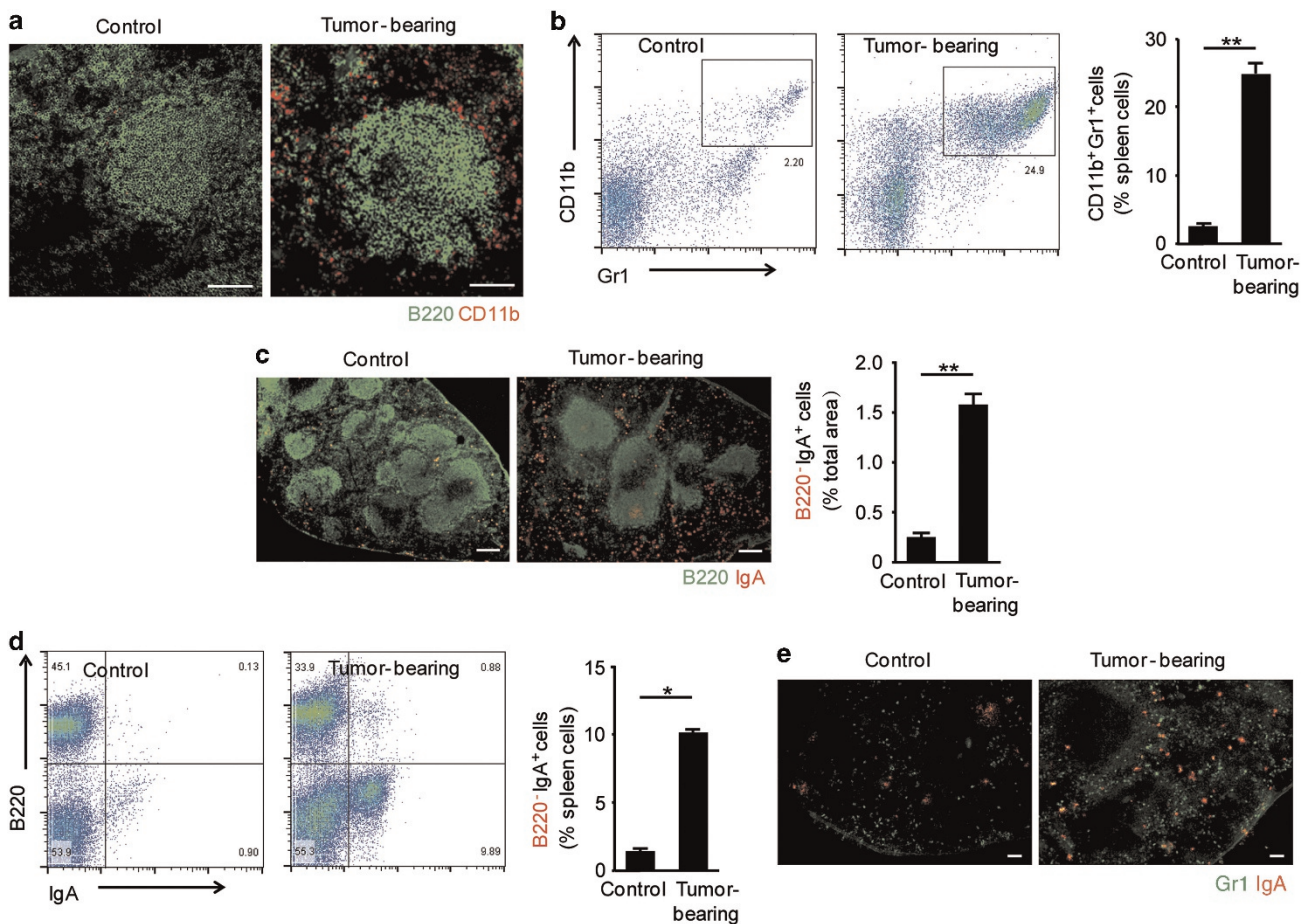 a
Control
Tumor-bearing
B220 CD11b
b
Control
Tumor- bearing
CD11b
Gr1
2.20
24.9
CD11b⁺Gr1⁺cells
(% spleen cells)
30
20
10
0
**
Control
Tumor-
bearing
c
Control
Tumor-bearing
B220 IgA
B220⁻IgA⁺ cells
(% total area)
2.0
1.5
1.0
0.5
0
**
Control
Tumor-
bearing
d
45.1
Control
0.13
53.9
0.90
33.9
Tumor-bearing
0.88
55.3
9.89
B220
IgA
B220⁻IgA⁺cells
(% spleen cells)
15
10
5
0
*
Control
Tumor-
bearing
e
Control
Tumor-bearing
Gr1 IgA